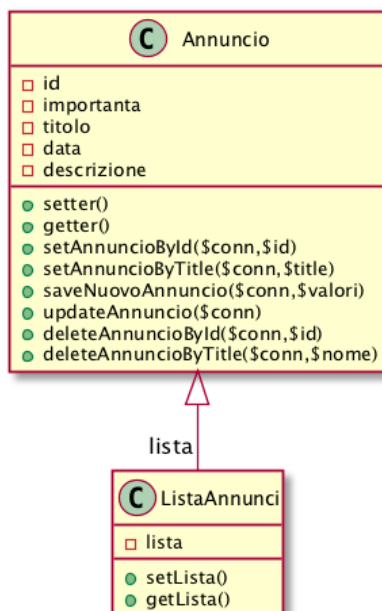 C Annuncio
id
importanta
titolo
data
descrizione
setter()
getter()
setAnnuncioById($conn,$id)
setAnnuncioByTitle($conn,$title)
saveNuovoAnnuncio($conn,$valori)
updateAnnuncio($conn)
deleteAnnuncioById($conn,$id)
deleteAnnuncioByTitle($conn,$nome)
lista
C ListaAnnunci
lista
setLista()
getLista()